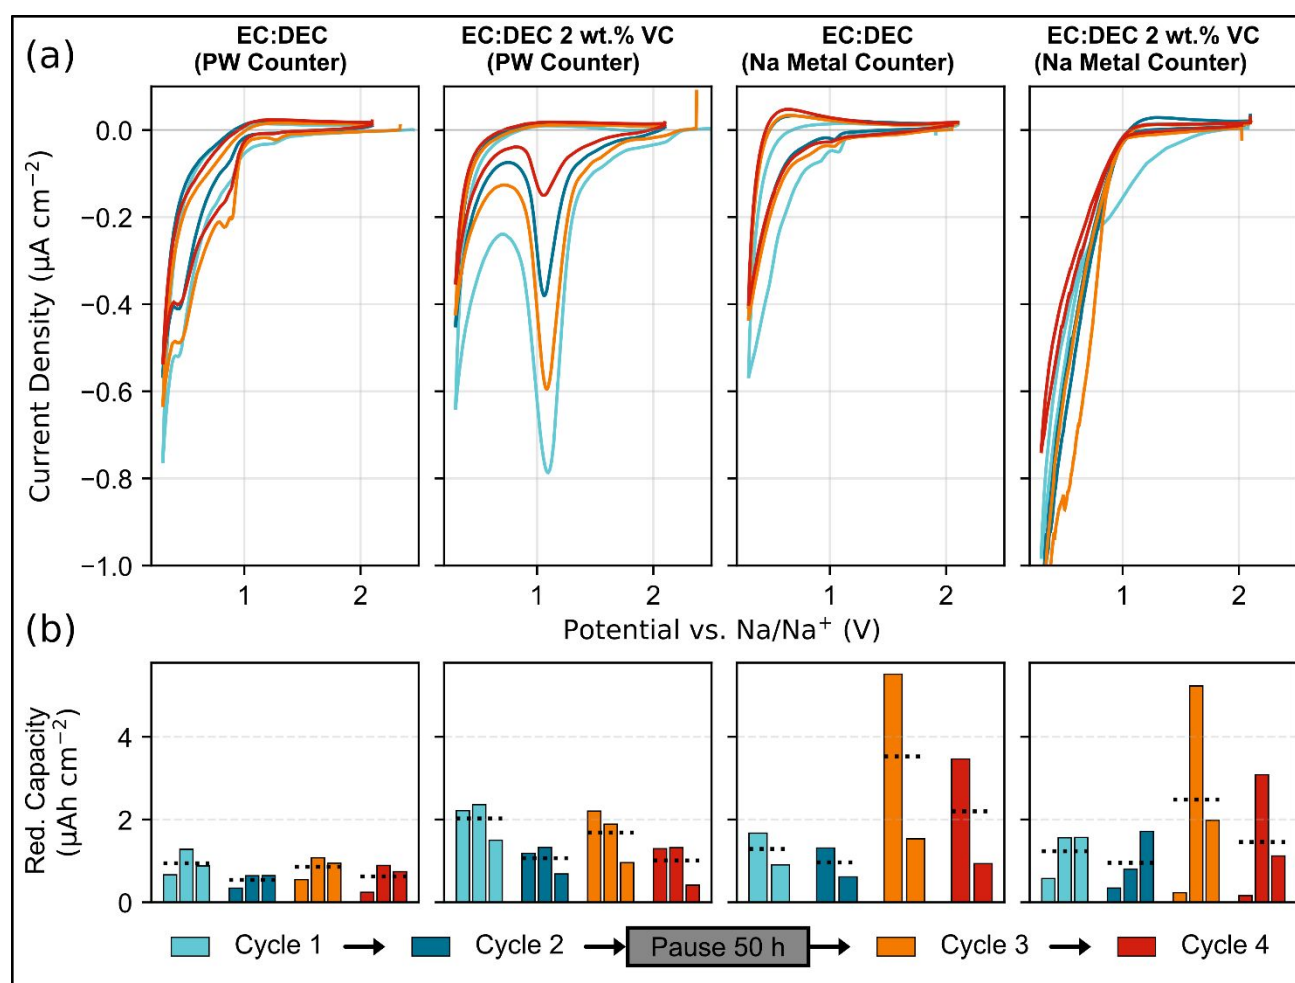 (a)
EC:DEC
(PW Counter)
EC:DEC 2 wt.% VC
(PW Counter)
EC:DEC
(Na Metal Counter)
EC:DEC 2 wt.% VC
(Na Metal Counter)
Current Density (μA cm⁻²)
0.0
−0.2
−0.4
−0.6
−0.8
−1.0
1 2
1 2
1 2
1 2
Potential vs. Na/Na⁺ (V)
(b)
Red. Capacity
(μAh cm⁻²)
4
2
0
Cycle 1
Cycle 2
Pause 50 h
Cycle 3
Cycle 4